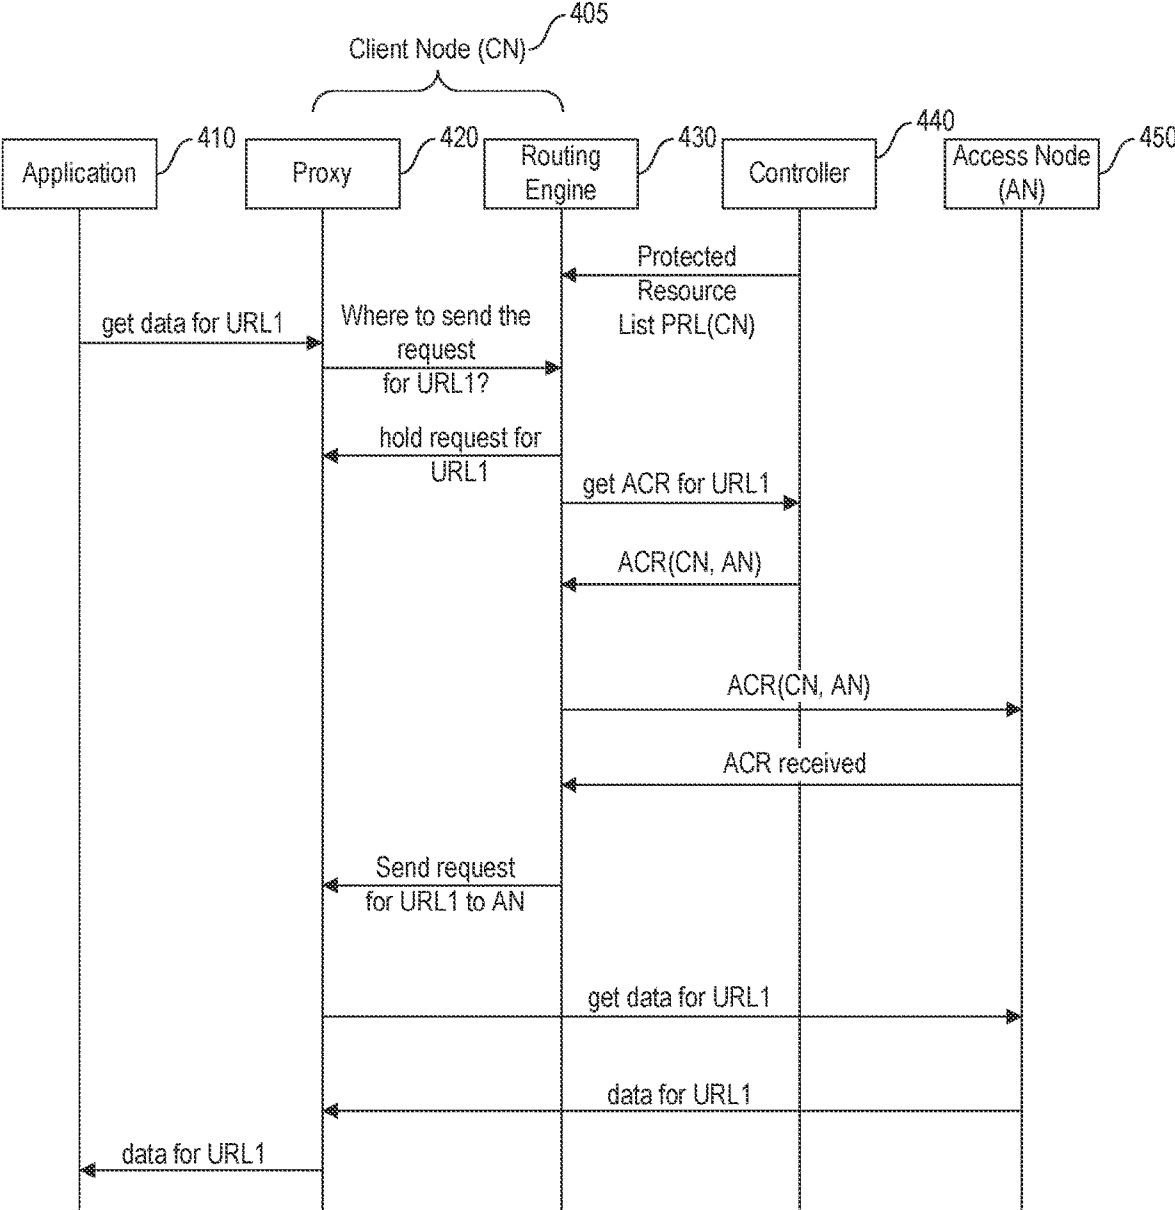 405
Client Node (CN)
410
420
430
440
450
Application
Proxy
Routing
Engine
Controller
Access Node
(AN)
Protected
Resource
List PRL(CN)
get data for URL1
Where to send the
request
for URL1?
hold request for
URL1
get ACR for URL1
ACR(CN, AN)
ACR(CN, AN)
ACR received
Send request
for URL1 to AN
get data for URL1
data for URL1
data for URL1